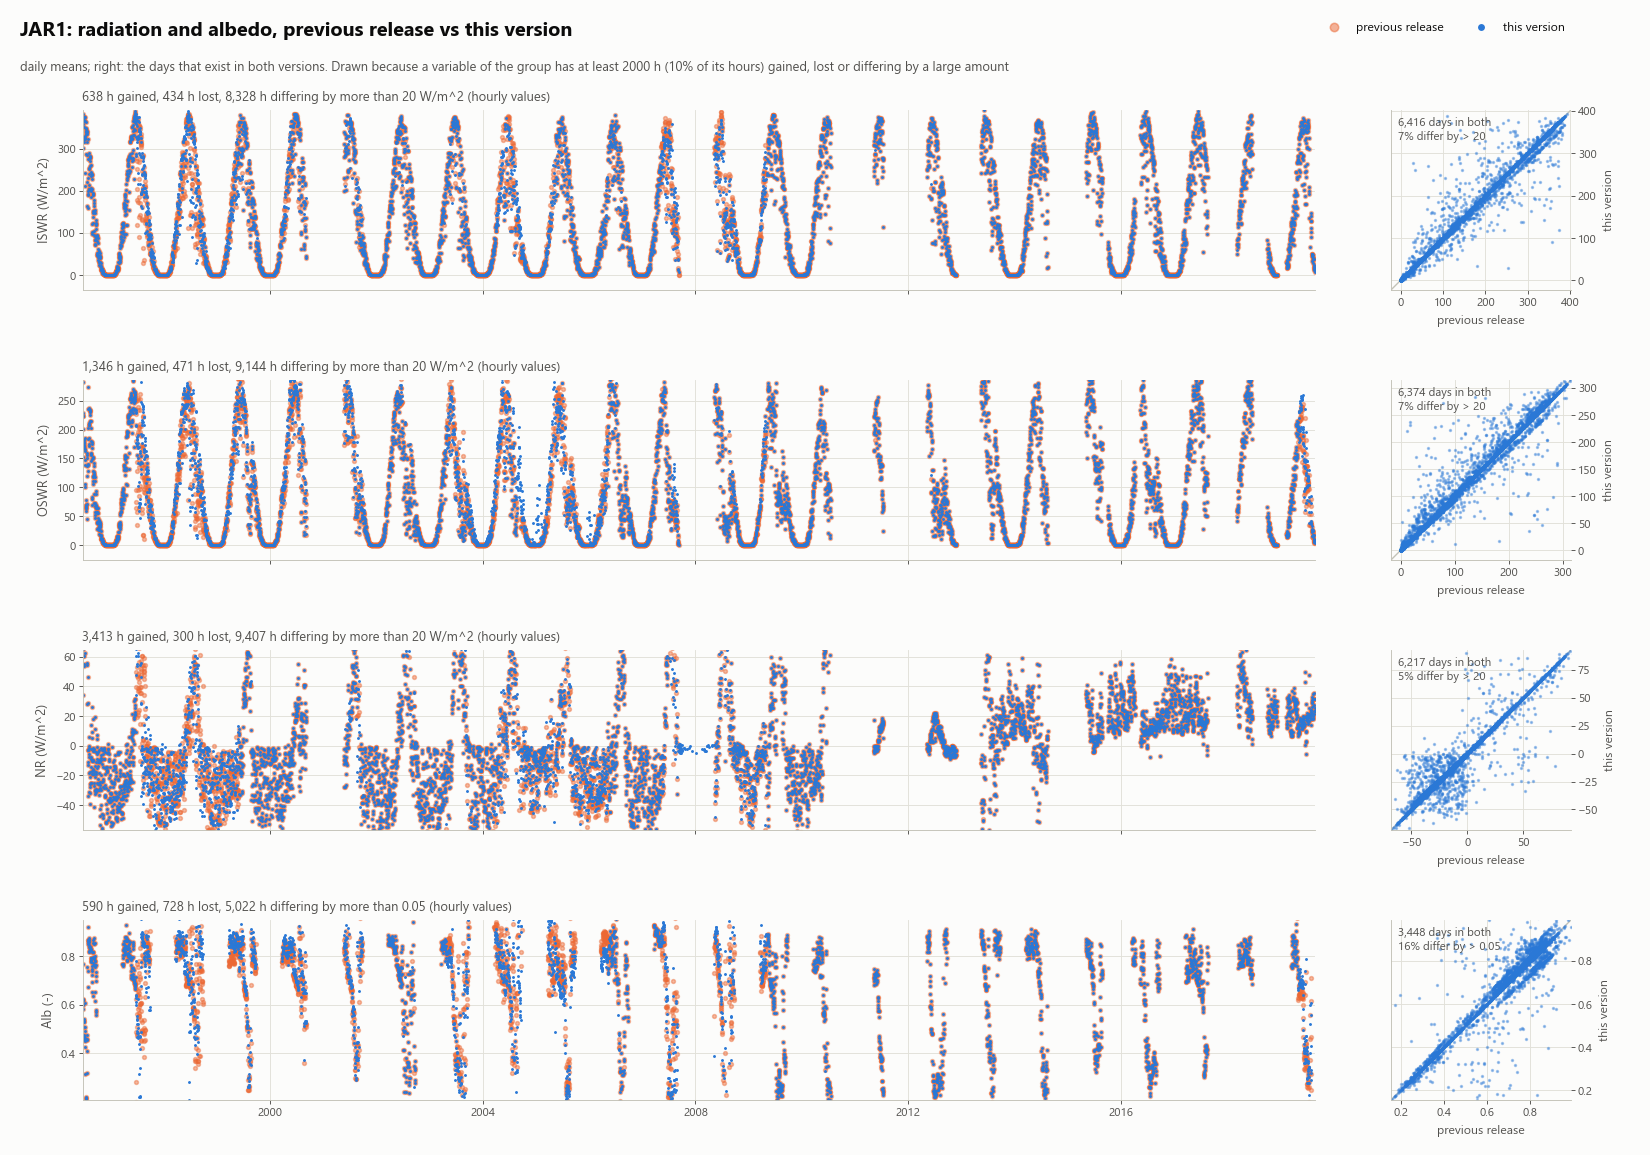 JAR1: radiation and albedo, previous release vs this version
previous release
this version
daily means; right: the days that exist in both versions. Drawn because a variable of the group has at least 2000 h (10% of its hours) gained, lost or differing by a large amount
638 h gained, 434 h lost, 8,328 h differing by more than 20 W/m^2 (hourly values)
ISWR (W/m^2)
300
200
100
0
6,416 days in both
7% differ by > 20
400
300
200
100
0
this version
0 100 200 300 400
previous release
1,346 h gained, 471 h lost, 9,144 h differing by more than 20 W/m^2 (hourly values)
OSWR (W/m^2)
250
200
150
100
50
0
6,374 days in both
7% differ by > 20
300
250
200
150
100
50
0
this version
0 100 200 300
previous release
3,413 h gained, 300 h lost, 9,407 h differing by more than 20 W/m^2 (hourly values)
NR (W/m^2)
60
40
20
0
−20
−40
6,217 days in both
5% differ by > 20
75
50
25
0
−25
−50
this version
−50 0 50
previous release
590 h gained, 728 h lost, 5,022 h differing by more than 0.05 (hourly values)
Alb (-)
0.8
0.6
0.4
2000 2004 2008 2012 2016
3,448 days in both
16% differ by > 0.05
0.8
0.6
0.4
0.2
this version
0.2 0.4 0.6 0.8
previous release